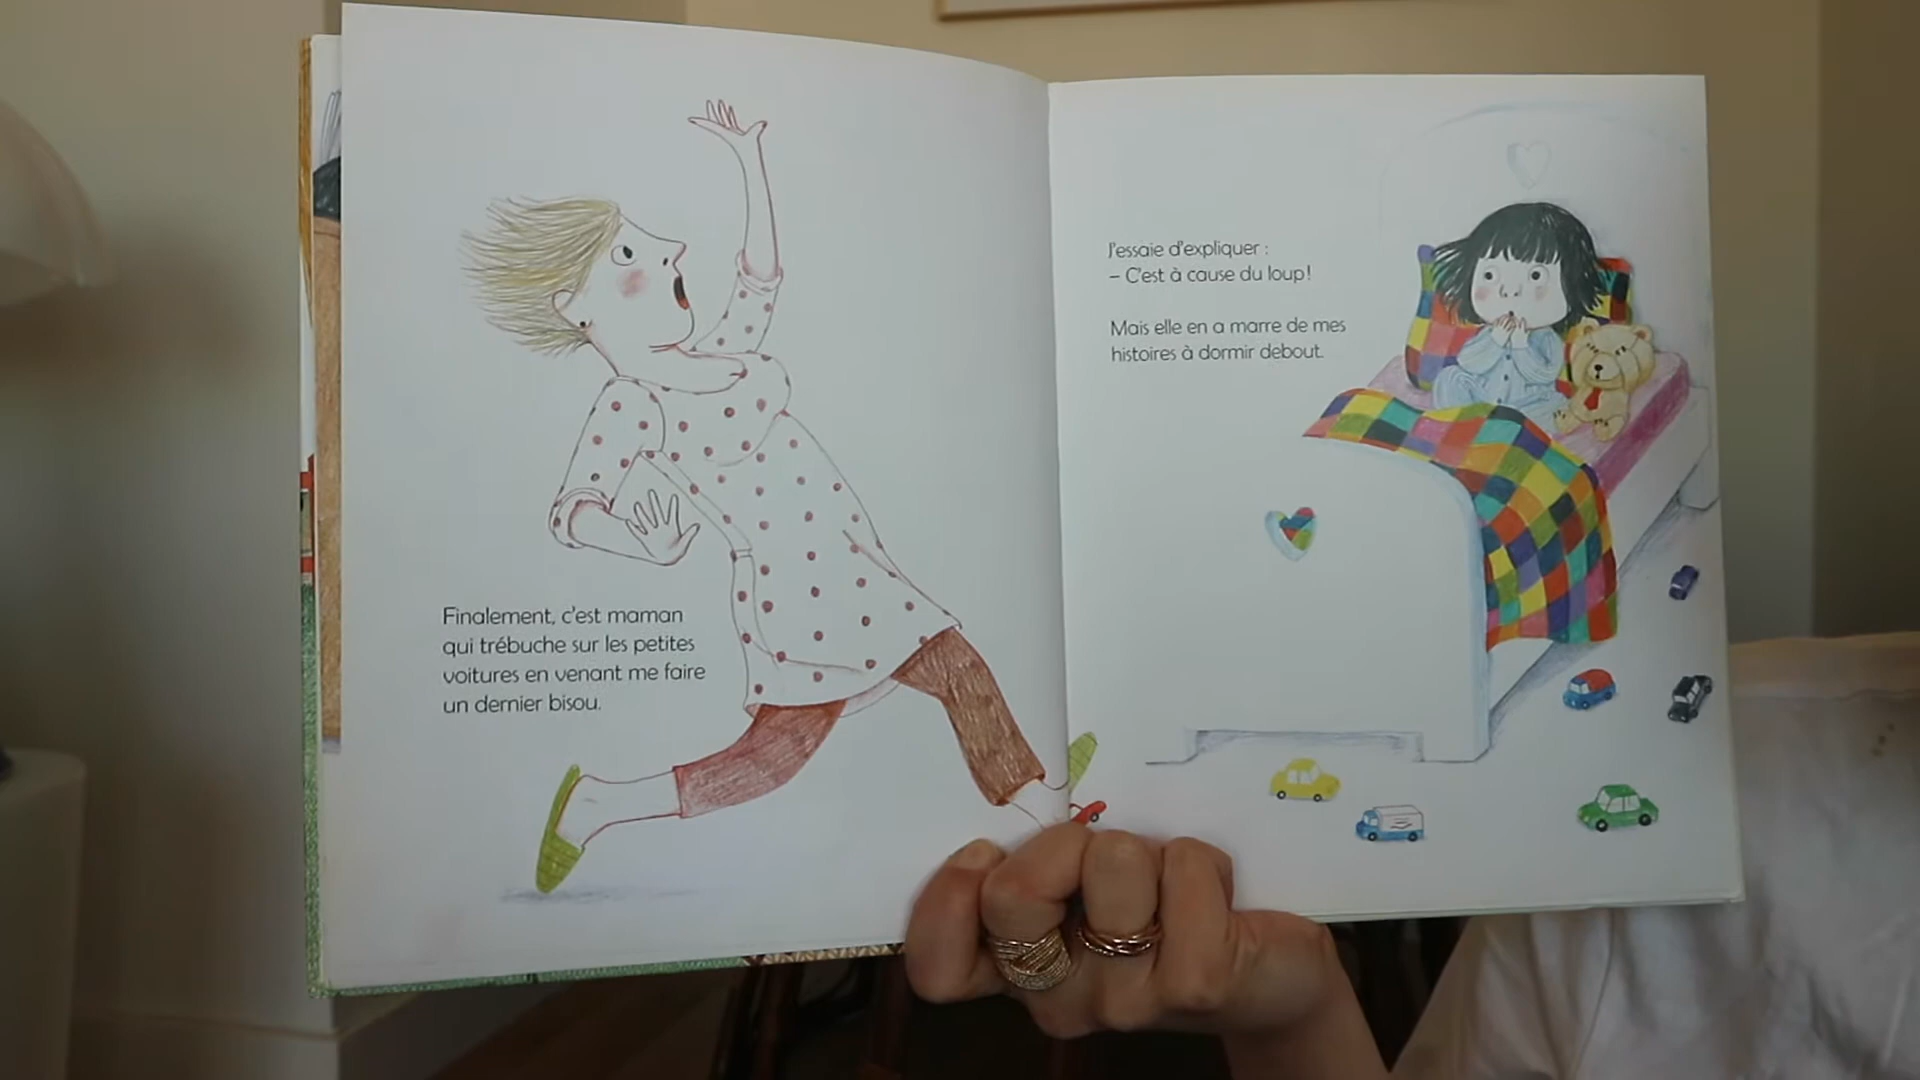 Finalement, c'est maman
qui trébuche sur les petites
voitures en venant me faire
un dernier bisou.
J'essaie d'expliquer :
– C'est à cause du loup!
Mais elle en a marre de mes
histoires à dormir debout.